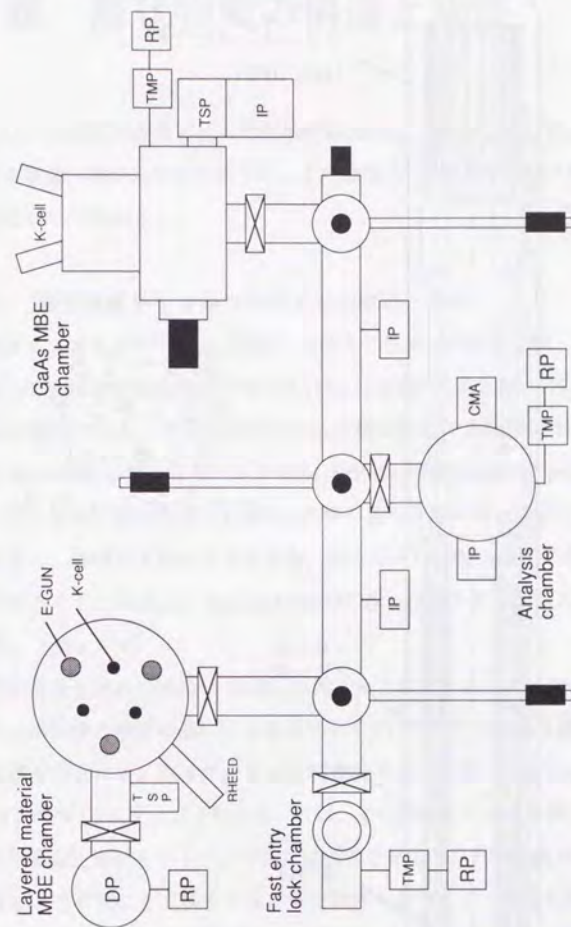 RP
TMP
TSP
IP
K-cell
GaAs MBE
chamber
IP
CMA
RP
TMP
IP
Analysis
chamber
IP
E-GUN
K-cell
TSP
RHEED
Layered material
MBE chamber
DP
RP
Fast entry
lock chamber
TMP
RP